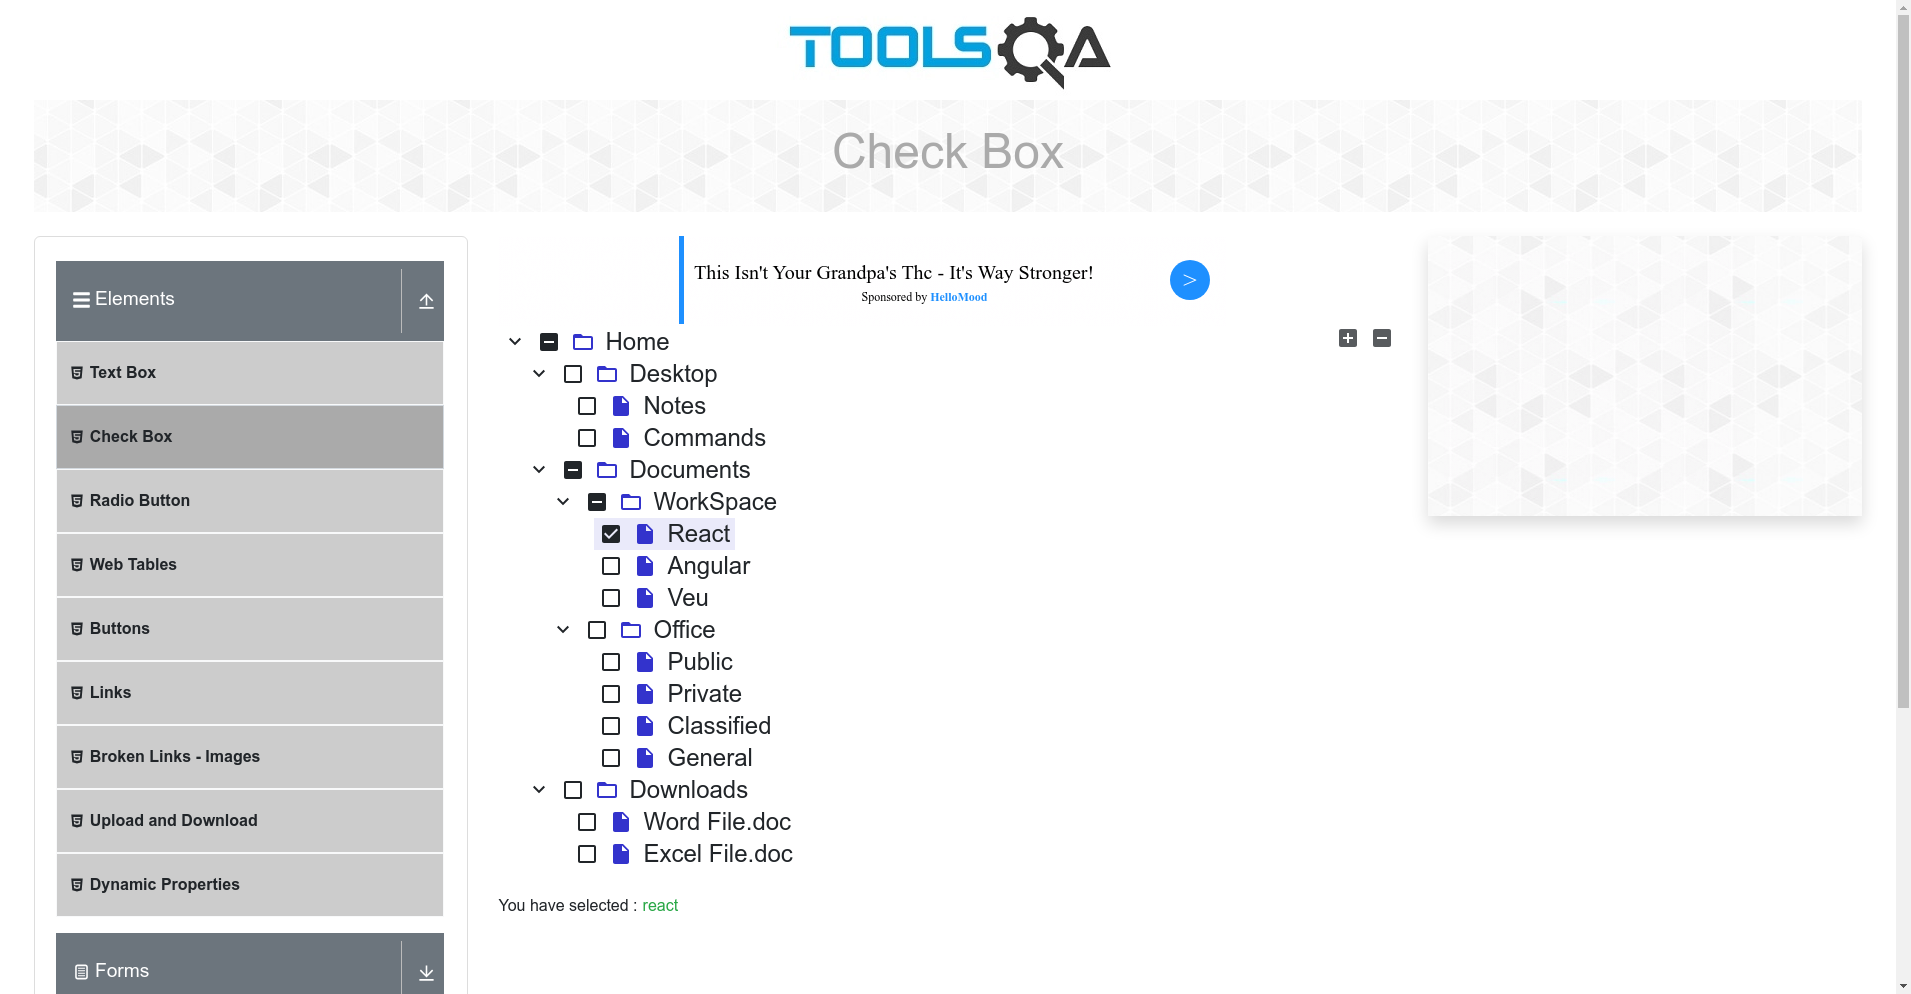 TOOLSQA
Check Box
Elements
Text Box
Check Box
Radio Button
Web Tables
Buttons
Links
Broken Links - Images
Upload and Download
Dynamic Properties
Forms
This Isn't Your Grandpa's Thc - It's Way Stronger!
Sponsored by HelloMood
>
Home
Desktop
Notes
Commands
Documents
WorkSpace
React
Angular
Veu
Office
Public
Private
Classified
General
Downloads
Word File.doc
Excel File.doc
You have selected : react